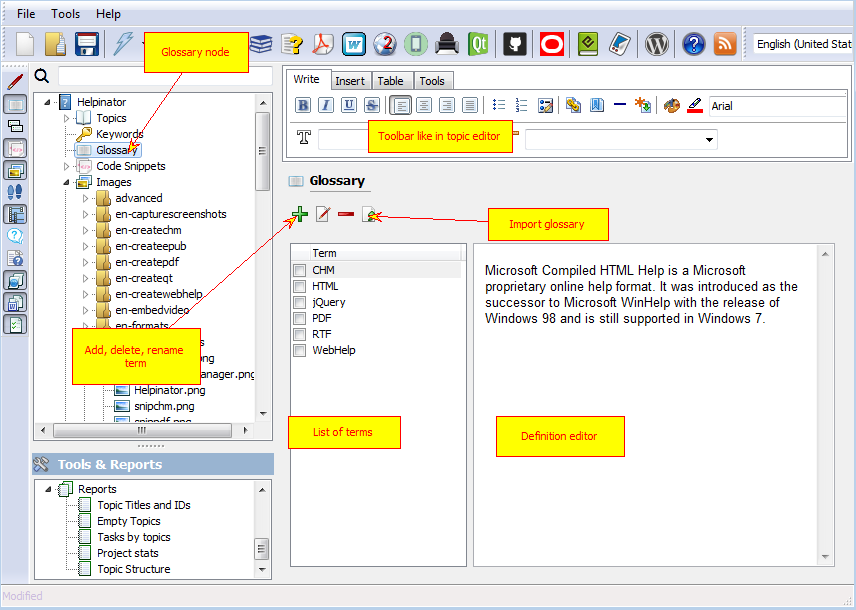 File Tools Help
Glossary node
English (United Stat
Helpinator
Topics
Keywords
Glossary
Code Snippets
Images
advanced
en-capturescreenshots
en-createchm
en-createepub
en-createpdf
en-createqt
en-createwebhelp
en-embedvideo
en-formats
Add, delete, rename
term
anager.png
Helpinator.png
snipchm.png
snippdf.png
Tools & Reports
Reports
Topic Titles and IDs
Empty Topics
Tasks by topics
Project stats
Topic Structure
Write Insert Table Tools
B I U S
Arial
T
Toolbar like in topic editor
Glossary
Import glossary
Term
CHM
HTML
jQuery
PDF
RTF
WebHelp
List of terms
Microsoft Compiled HTML Help is a Microsoft
proprietary online help format. It was introduced as the
successor to Microsoft WinHelp with the release of
Windows 98 and is still supported in Windows 7.
Definition editor
Modified